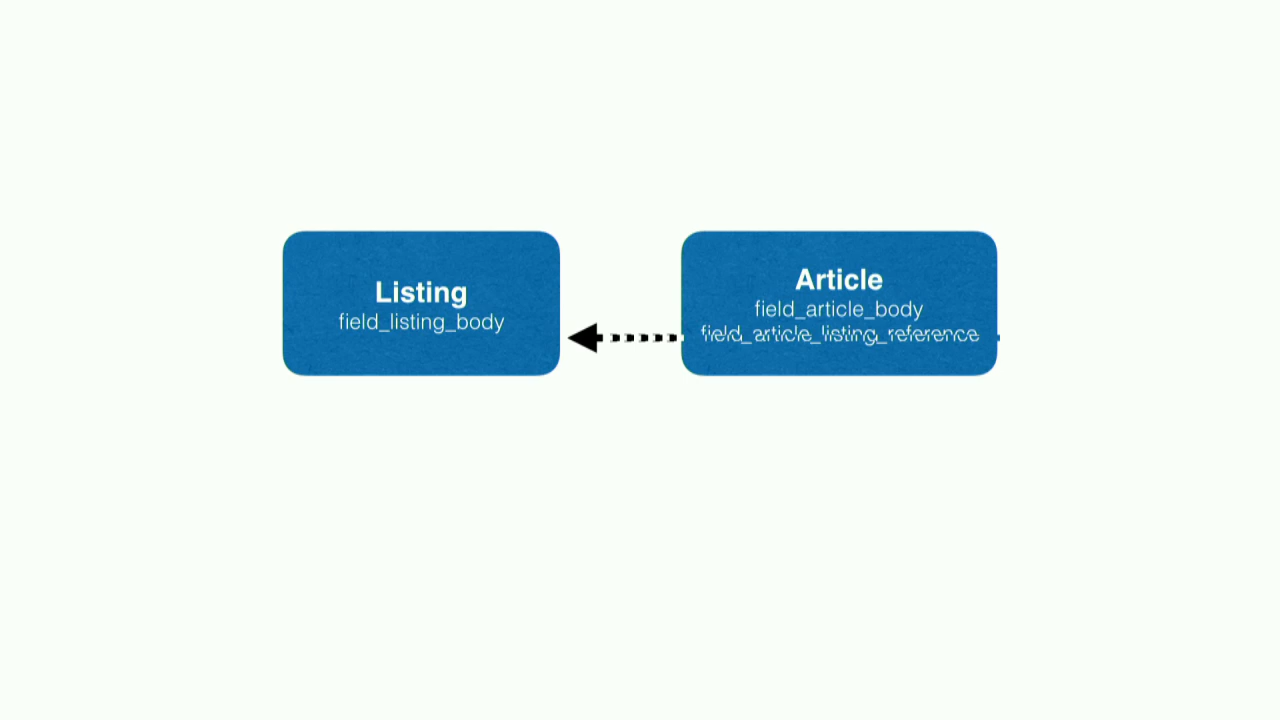 Listing
field_listing_body
Article
field_article_body
field_article_listing_reference